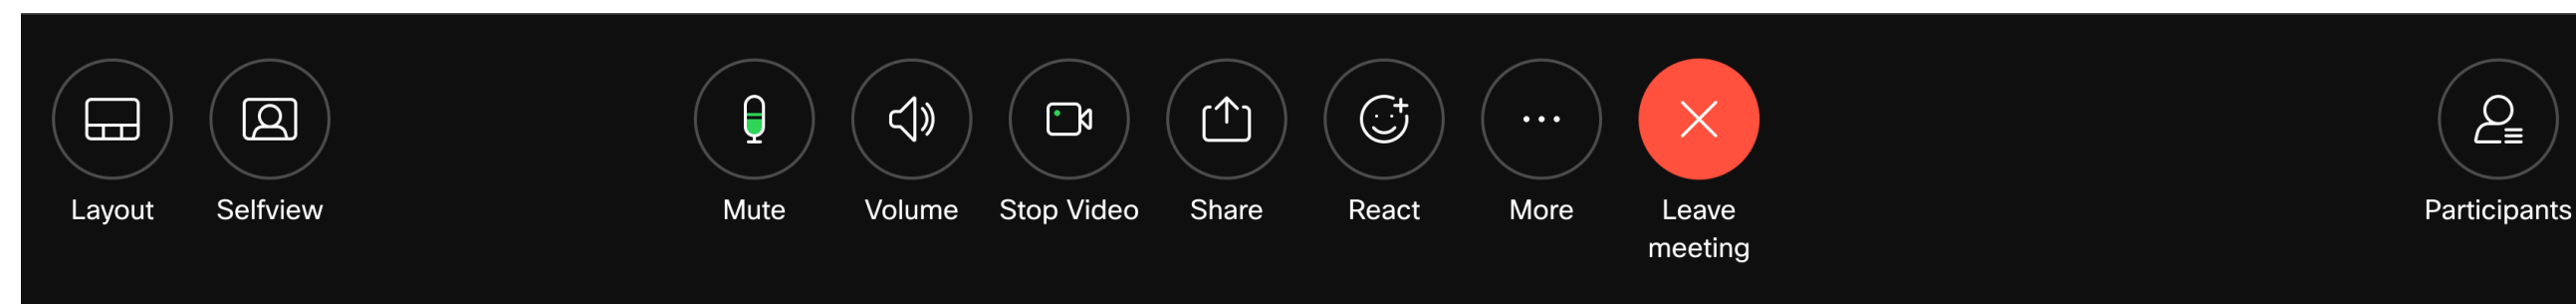 Layout
Selfview
Mute
Volume
Stop Video
Share
React
More
Leave
meeting
Participants